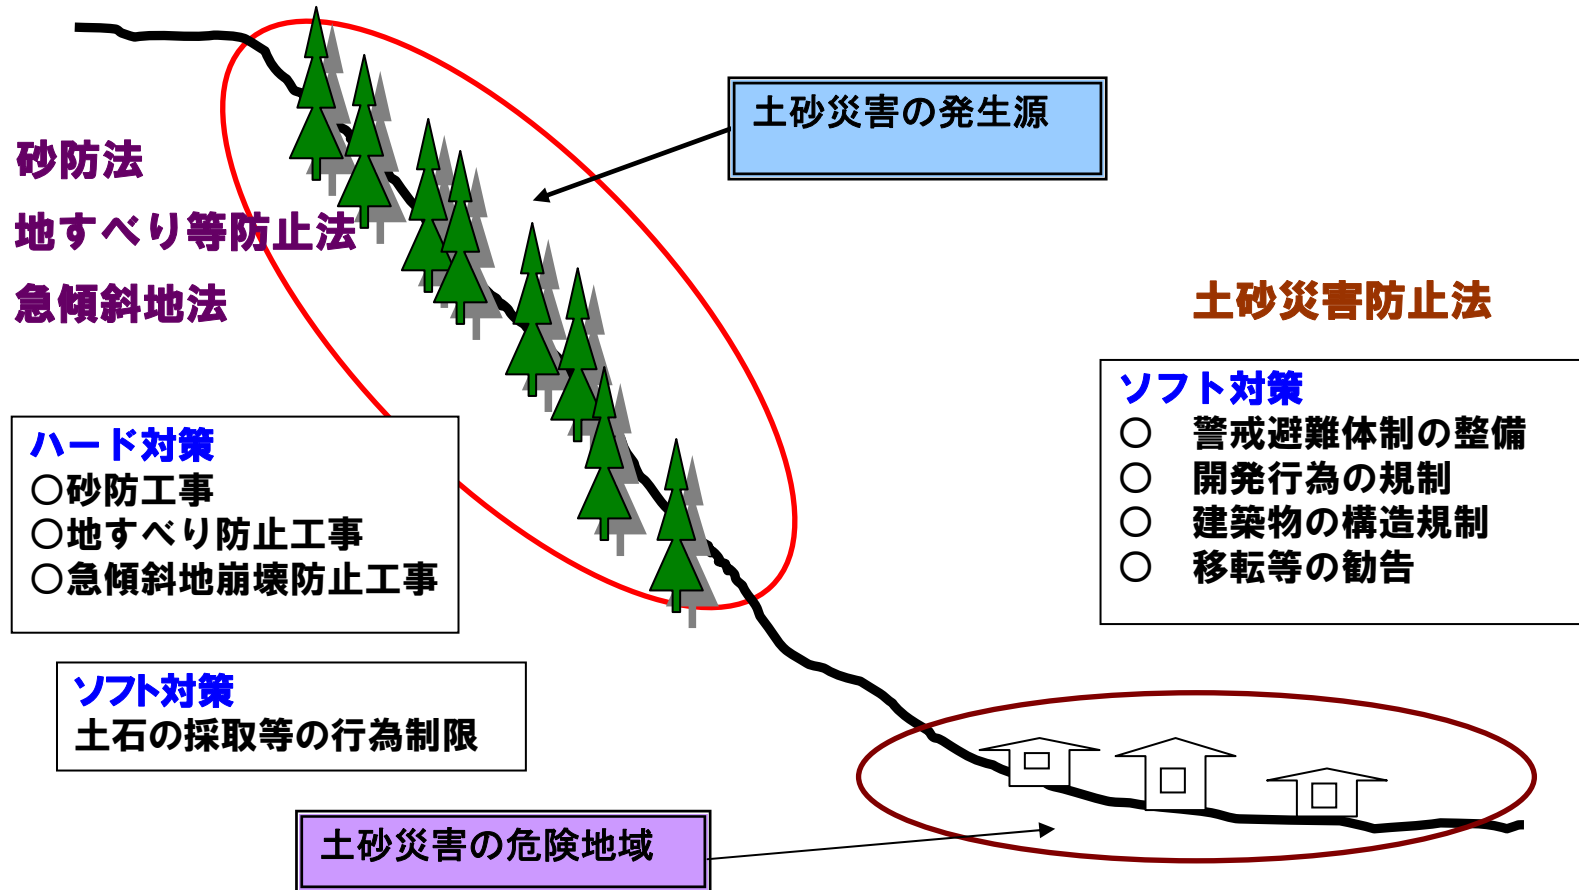 土砂災害の発生源
砂防法
地すべり等防止法
急傾斜地法
土砂災害防止法
ハード対策
○砂防工事
○地すべり防止工事
○急傾斜地崩壊防止工事
ソフト対策
○ 警戒避難体制の整備
○ 開発行為の規制
○ 建築物の構造規制
○ 移転等の勧告
ソフト対策
土石の採取等の行為制限
土砂災害の危険地域